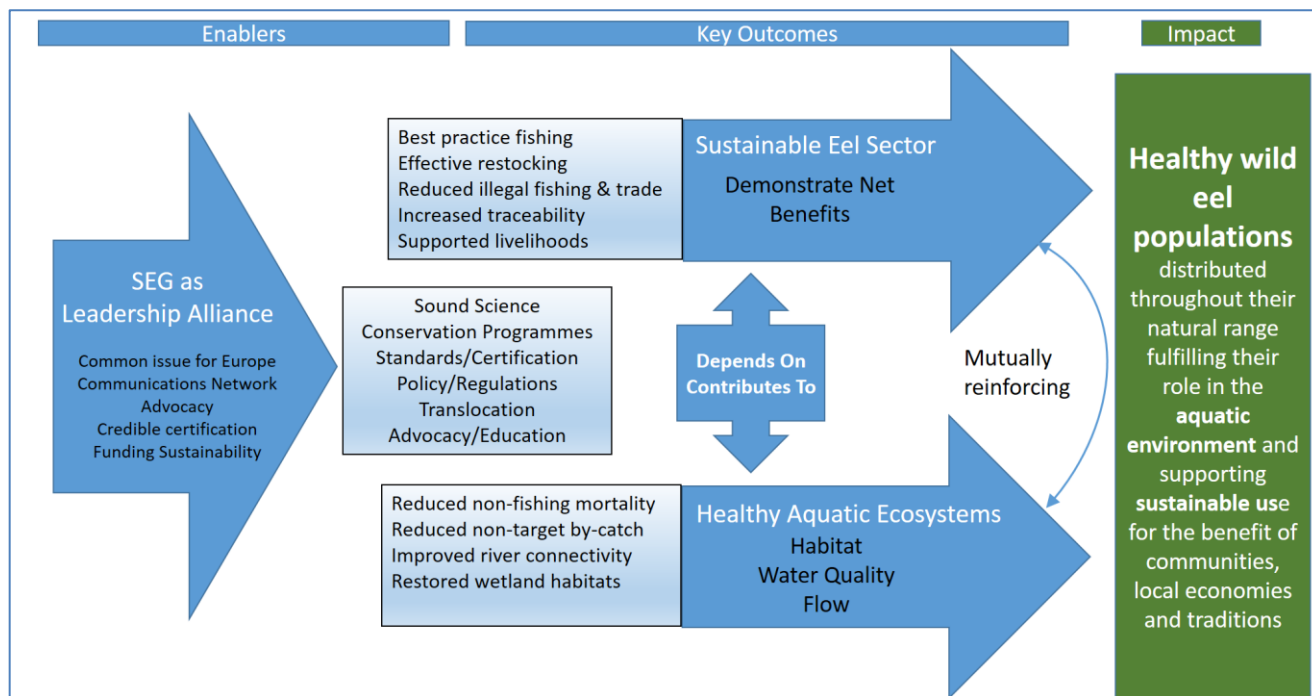 Enablers
Key Outcomes
Impact
SEG as
Leadership Alliance
Common issue for Europe
Communications Network
Advocacy
Credible certification
Funding Sustainability
Best practice fishing
Effective restocking
Reduced illegal fishing & trade
Increased traceability
Supported livelihoods
Sustainable Eel Sector
Demonstrate Net
Benefits
Sound Science
Conservation Programmes
Standards/Certification
Policy/Regulations
Translocation
Advocacy/Education
Depends On
Contributes To
Mutually
reinforcing
Reduced non-fishing mortality
Reduced non-target by-catch
Improved river connectivity
Restored wetland habitats
Healthy Aquatic Ecosystems
Habitat
Water Quality
Flow
Healthy wild
eel
populations
distributed
throughout their
natural range
fulfilling their
role in the
aquatic
environment and
supporting
sustainable use
for the benefit of
communities,
local economies
and traditions